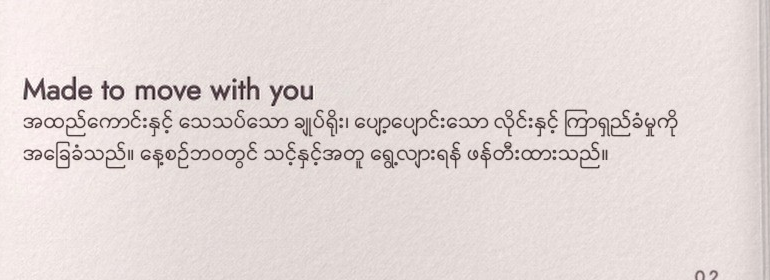 Made to move with you
အထည်ကောင်းနှင့် သေသပ်သော ချုပ်ရိုး၊ ပျော့ပျောင်းသော လိုင်းနှင့် ကြာရှည်ခံမှုကို
အခြေခံသည်။ နေ့စဉ်ဘဝတွင် သင့်နှင့်အတူ ရွေ့လျားရန် ဖန်တီးထားသည်။
02